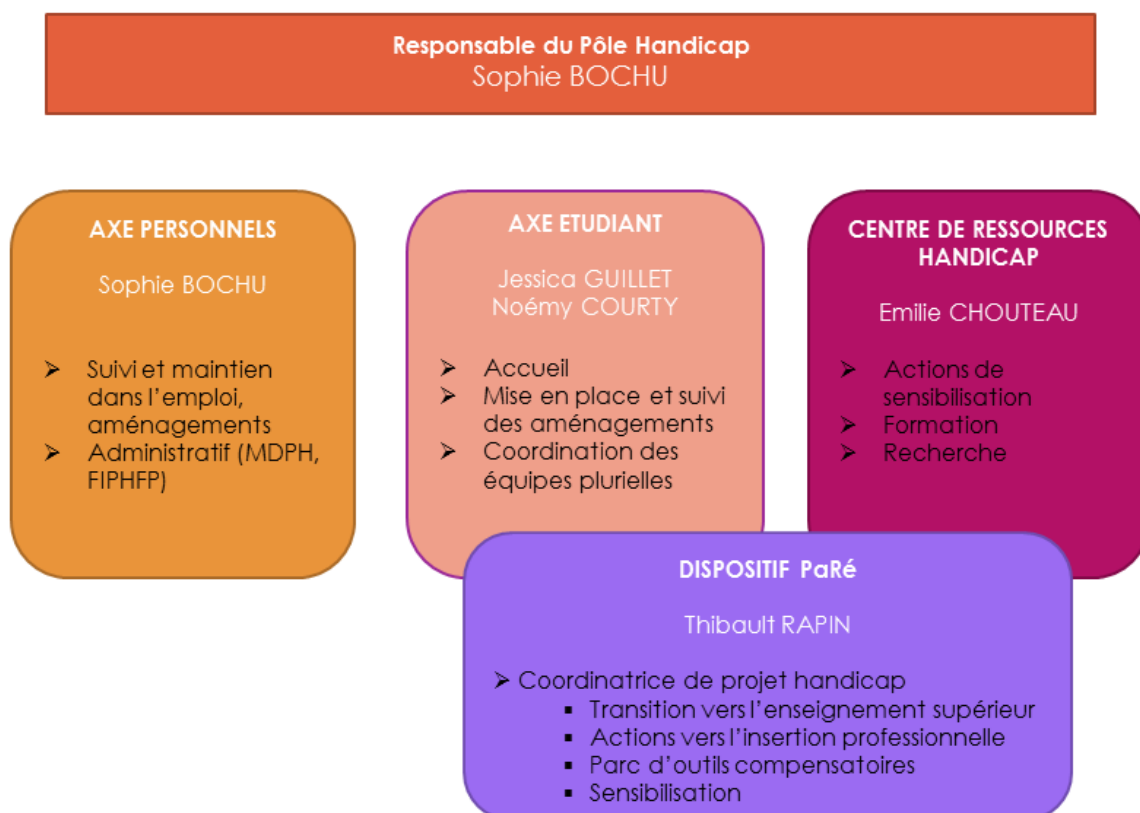 Responsable du Pôle Handicap
Sophie BOCHU
AXE PERSONNELS
Sophie BOCHU
➤ Suivi et maintien
dans l’emploi,
aménagements
➤ Administratif (MDPH,
FIPHFP)
AXE ETUDIANT
Jessica GUILLET
Noémy COURTY
➤ Accueil
➤ Mise en place et suivi
des aménagements
➤ Coordination des
équipes plurielles
CENTRE DE RESSOURCES
HANDICAP
Emilie CHOUTEAU
➤ Actions de
sensibilisation
➤ Formation
➤ Recherche
DISPOSITIF PaRé
Thibault RAPIN
➤ Coordinatrice de projet handicap
▪ Transition vers l’enseignement supérieur
▪ Actions vers l’insertion professionnelle
▪ Parc d’outils compensatoires
▪ Sensibilisation